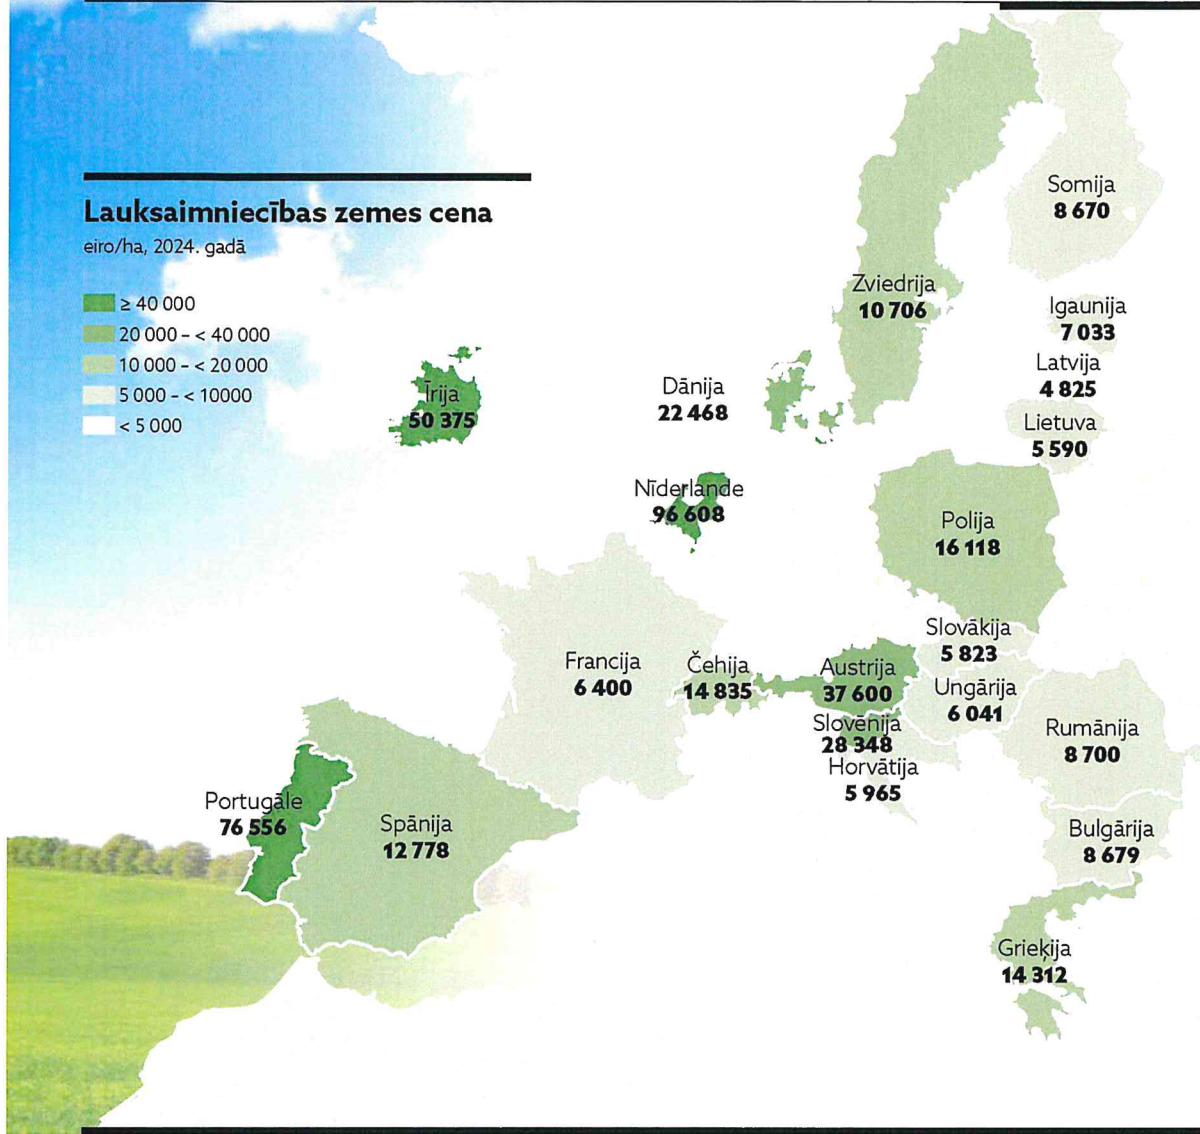 Lauksaimniecības zemes cena
eiro/ha, 2024. gadā
≥ 40 000
20 000 – < 40 000
10 000 – < 20 000
5 000 – < 10000
< 5 000
Somija
8 670
Zviedrija
10 706
Igaunija
7 033
Latvija
4 825
Lietuva
5 590
Īrija
50 375
Dānija
22 468
Nīderlande
96 608
Polija
16 118
Slovākija
5 823
Francija
6 400
Čehija
14 835
Austrija
37 600
Ungārija
6 041
Slovēnija
28 348
Horvātija
5 965
Rumānija
8 700
Portugāle
76 556
Spānija
12 778
Bulgārija
8 679
Grieķija
14 312